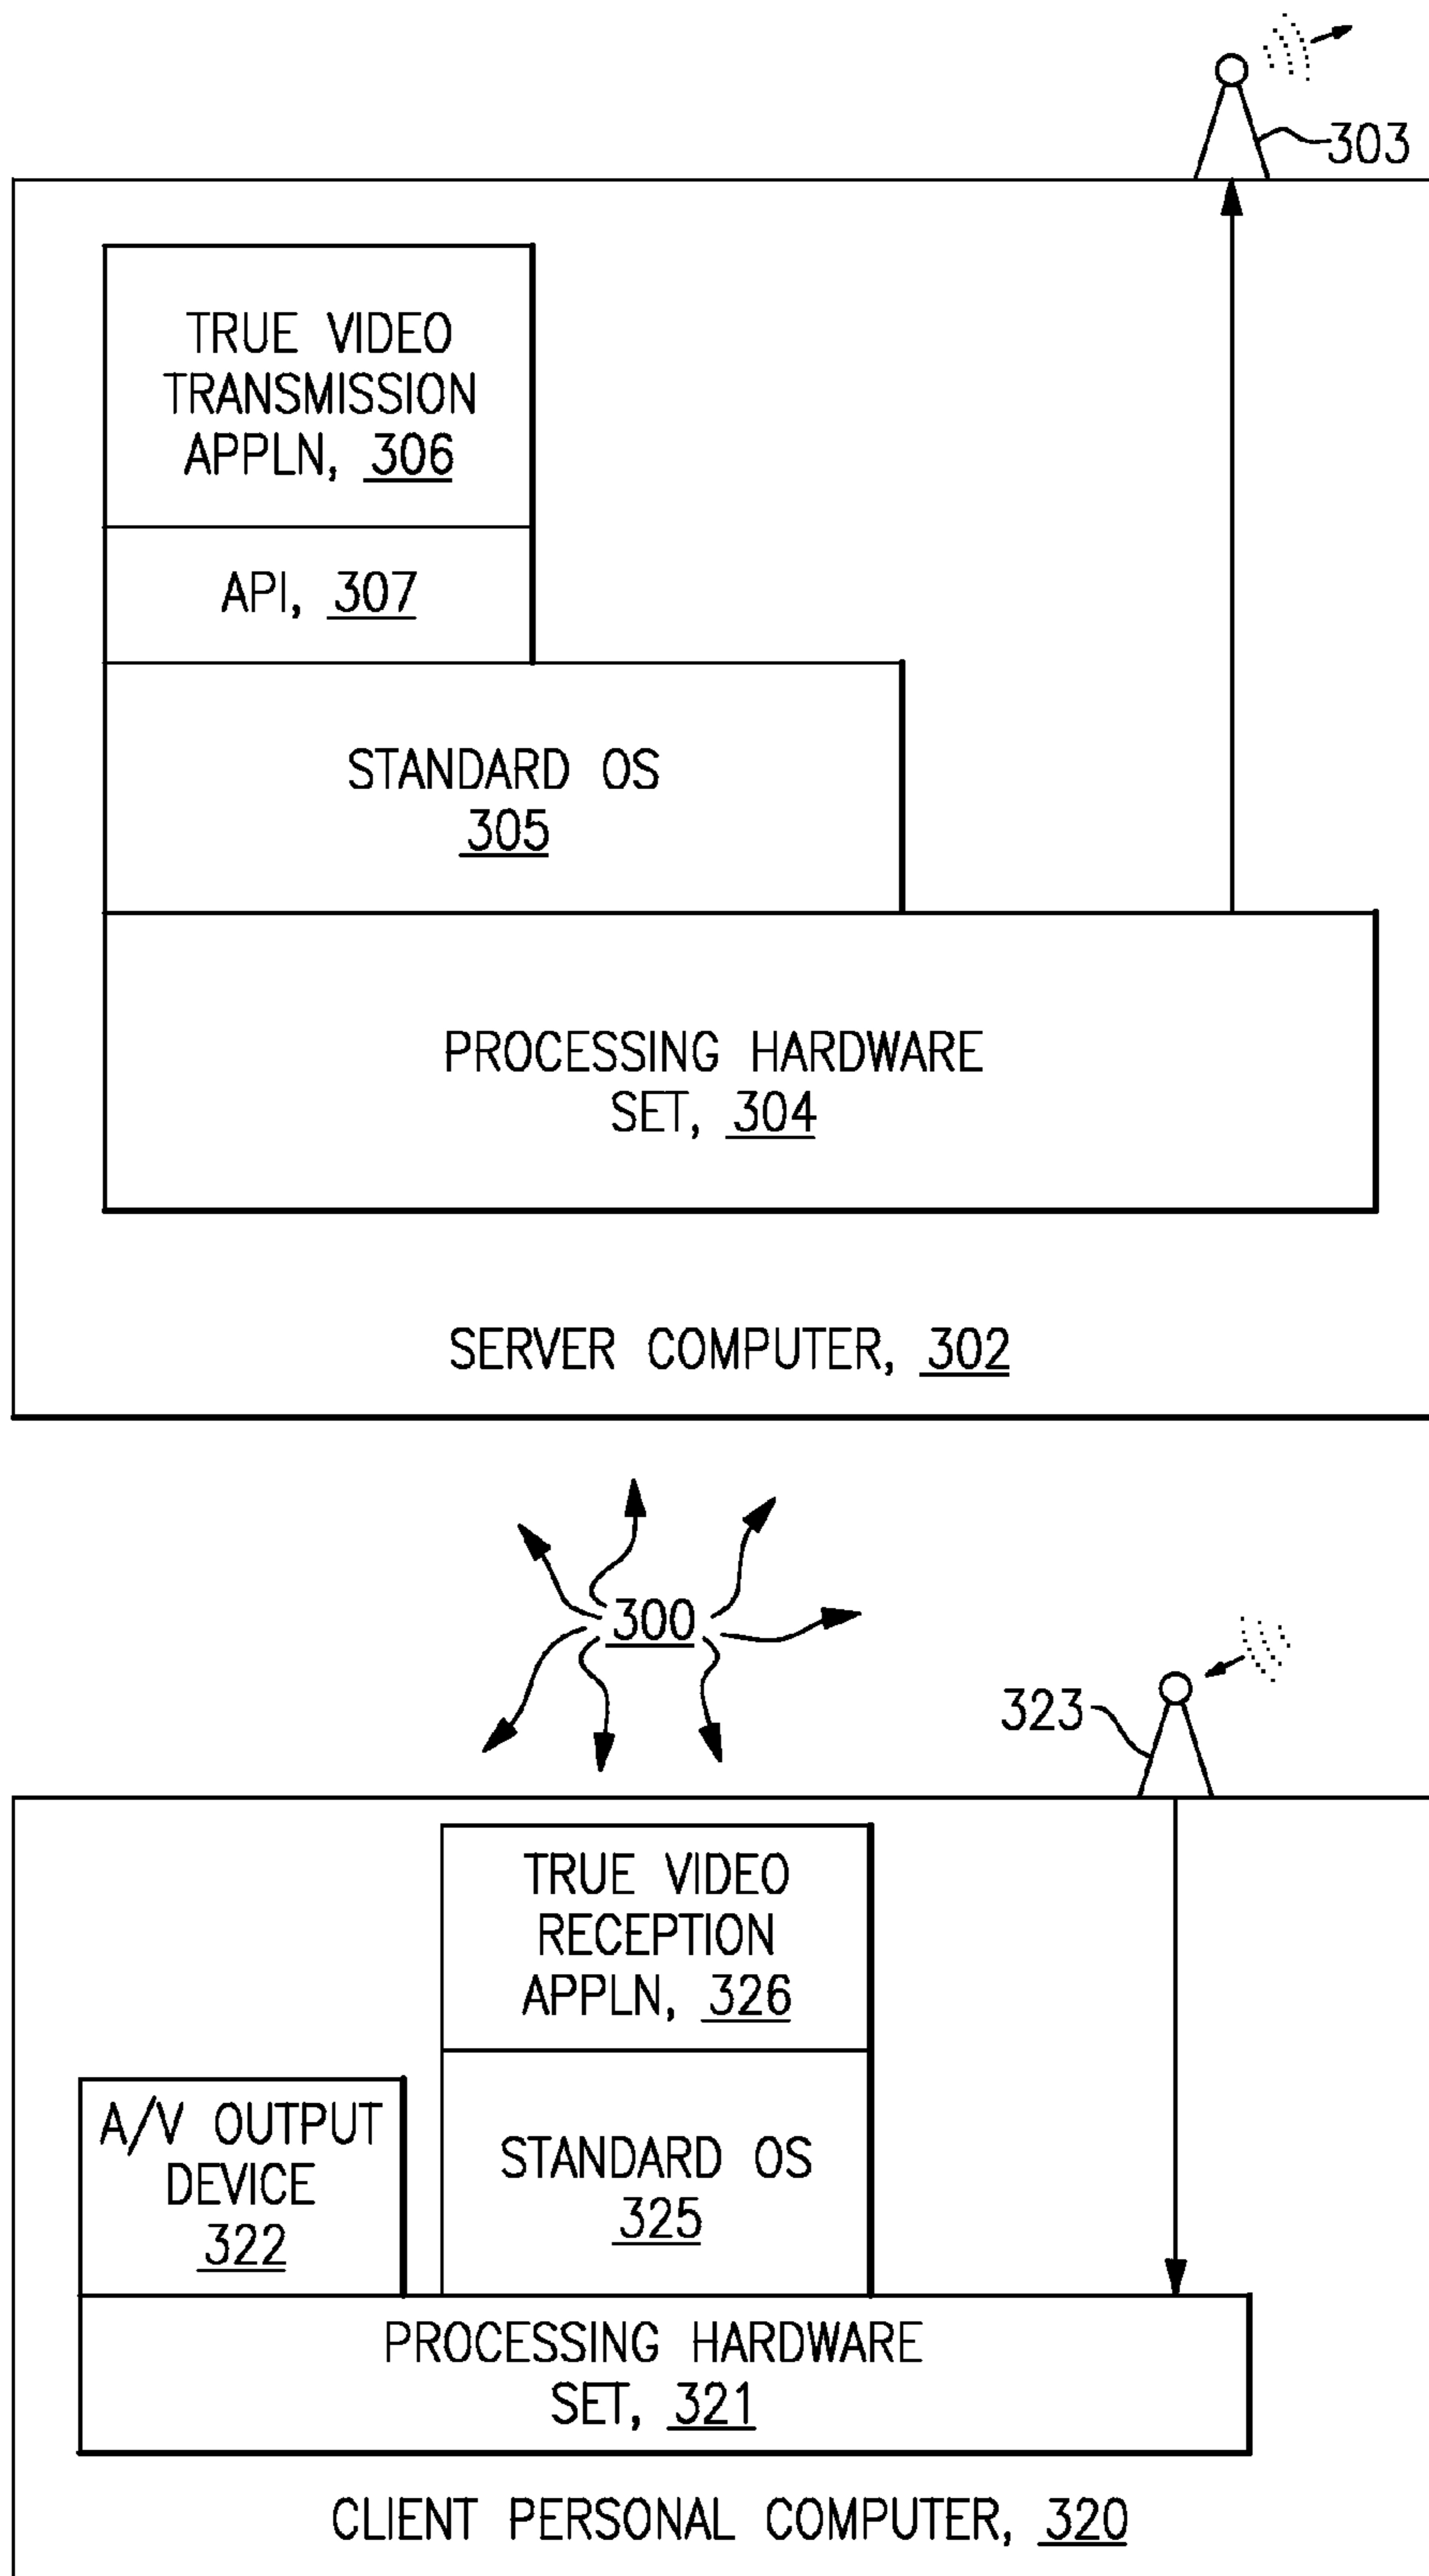 303
TRUE VIDEO
TRANSMISSION
APPLN, 306
API, 307
STANDARD OS
305
PROCESSING HARDWARE
SET, 304
SERVER COMPUTER, 302
300
323
TRUE VIDEO
RECEPTION
APPLN, 326
A/V OUTPUT
DEVICE
322
STANDARD OS
325
PROCESSING HARDWARE
SET, 321
CLIENT PERSONAL COMPUTER, 320